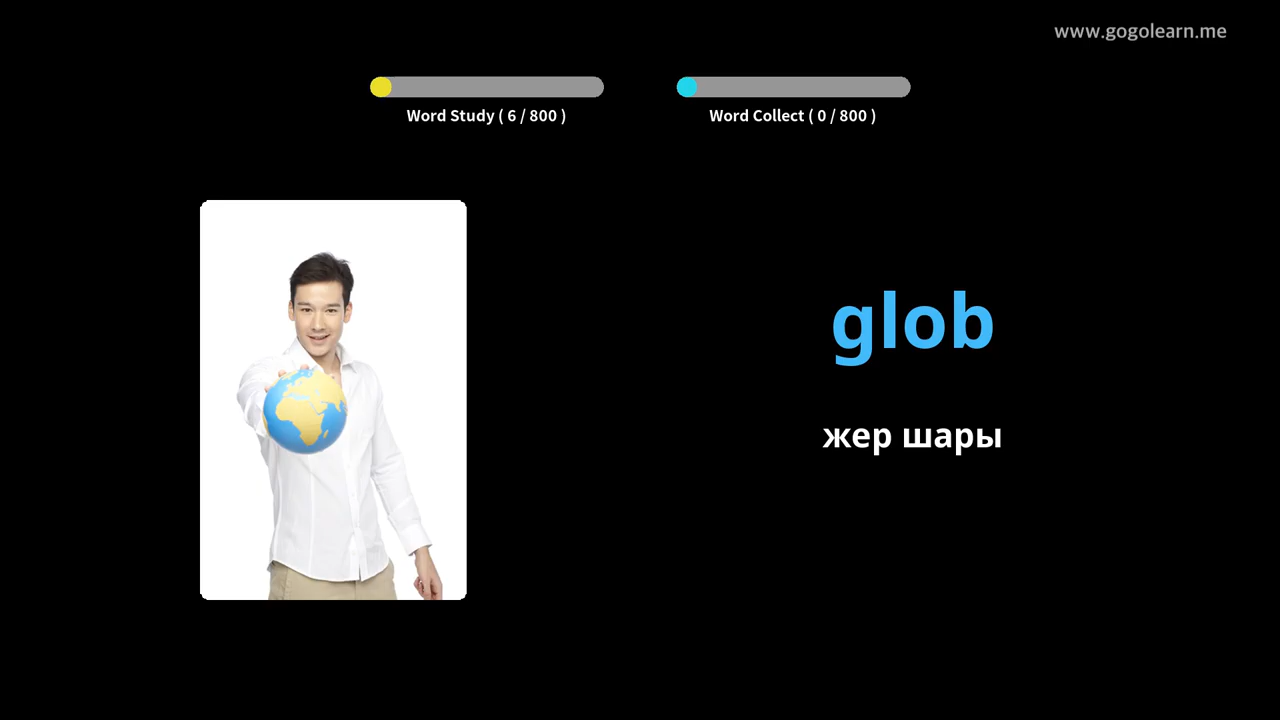 www.gogolearn.me
Word Study ( 6 / 800 )
Word Collect ( 0 / 800 )
glob
жер шары